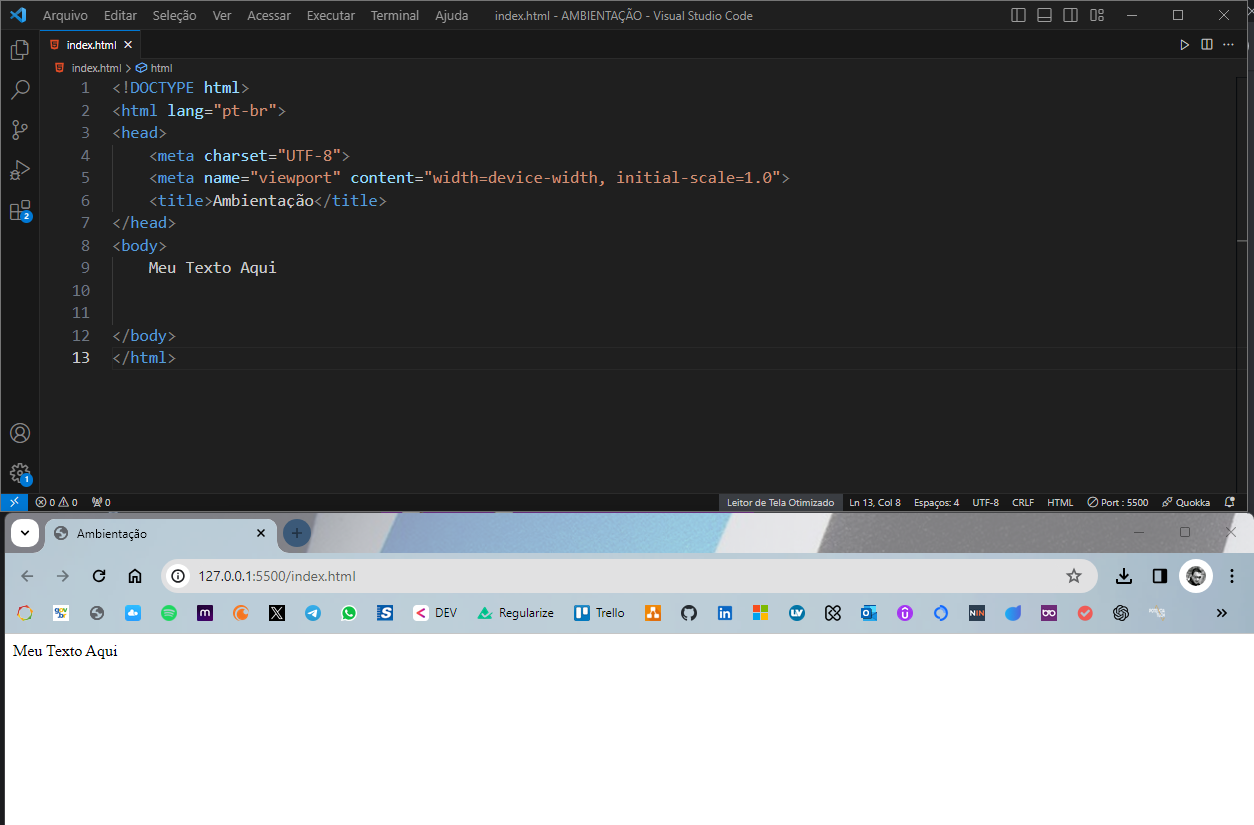 Arquivo Editar Seleção Ver Acessar Executar Terminal Ajuda index.html - AMBIENTAÇÃO - Visual Studio Code
index.html
index.html > html
1 <!DOCTYPE html>
2 <html lang="pt-br">
3 <head>
4     <meta charset="UTF-8">
5     <meta name="viewport" content="width=device-width, initial-scale=1.0">
6     <title>Ambientação</title>
7 </head>
8 <body>
9     Meu Texto Aqui
10
11
12 </body>
13 </html>
2
1
0 0 0 Leitor de Tela Otimizado Ln 13, Col 8 Espaços: 4 UTF-8 CRLF HTML Port : 5500 Quokka
Ambientação
127.0.0.1:5500/index.html
DEV Regularize Trello
Meu Texto Aqui